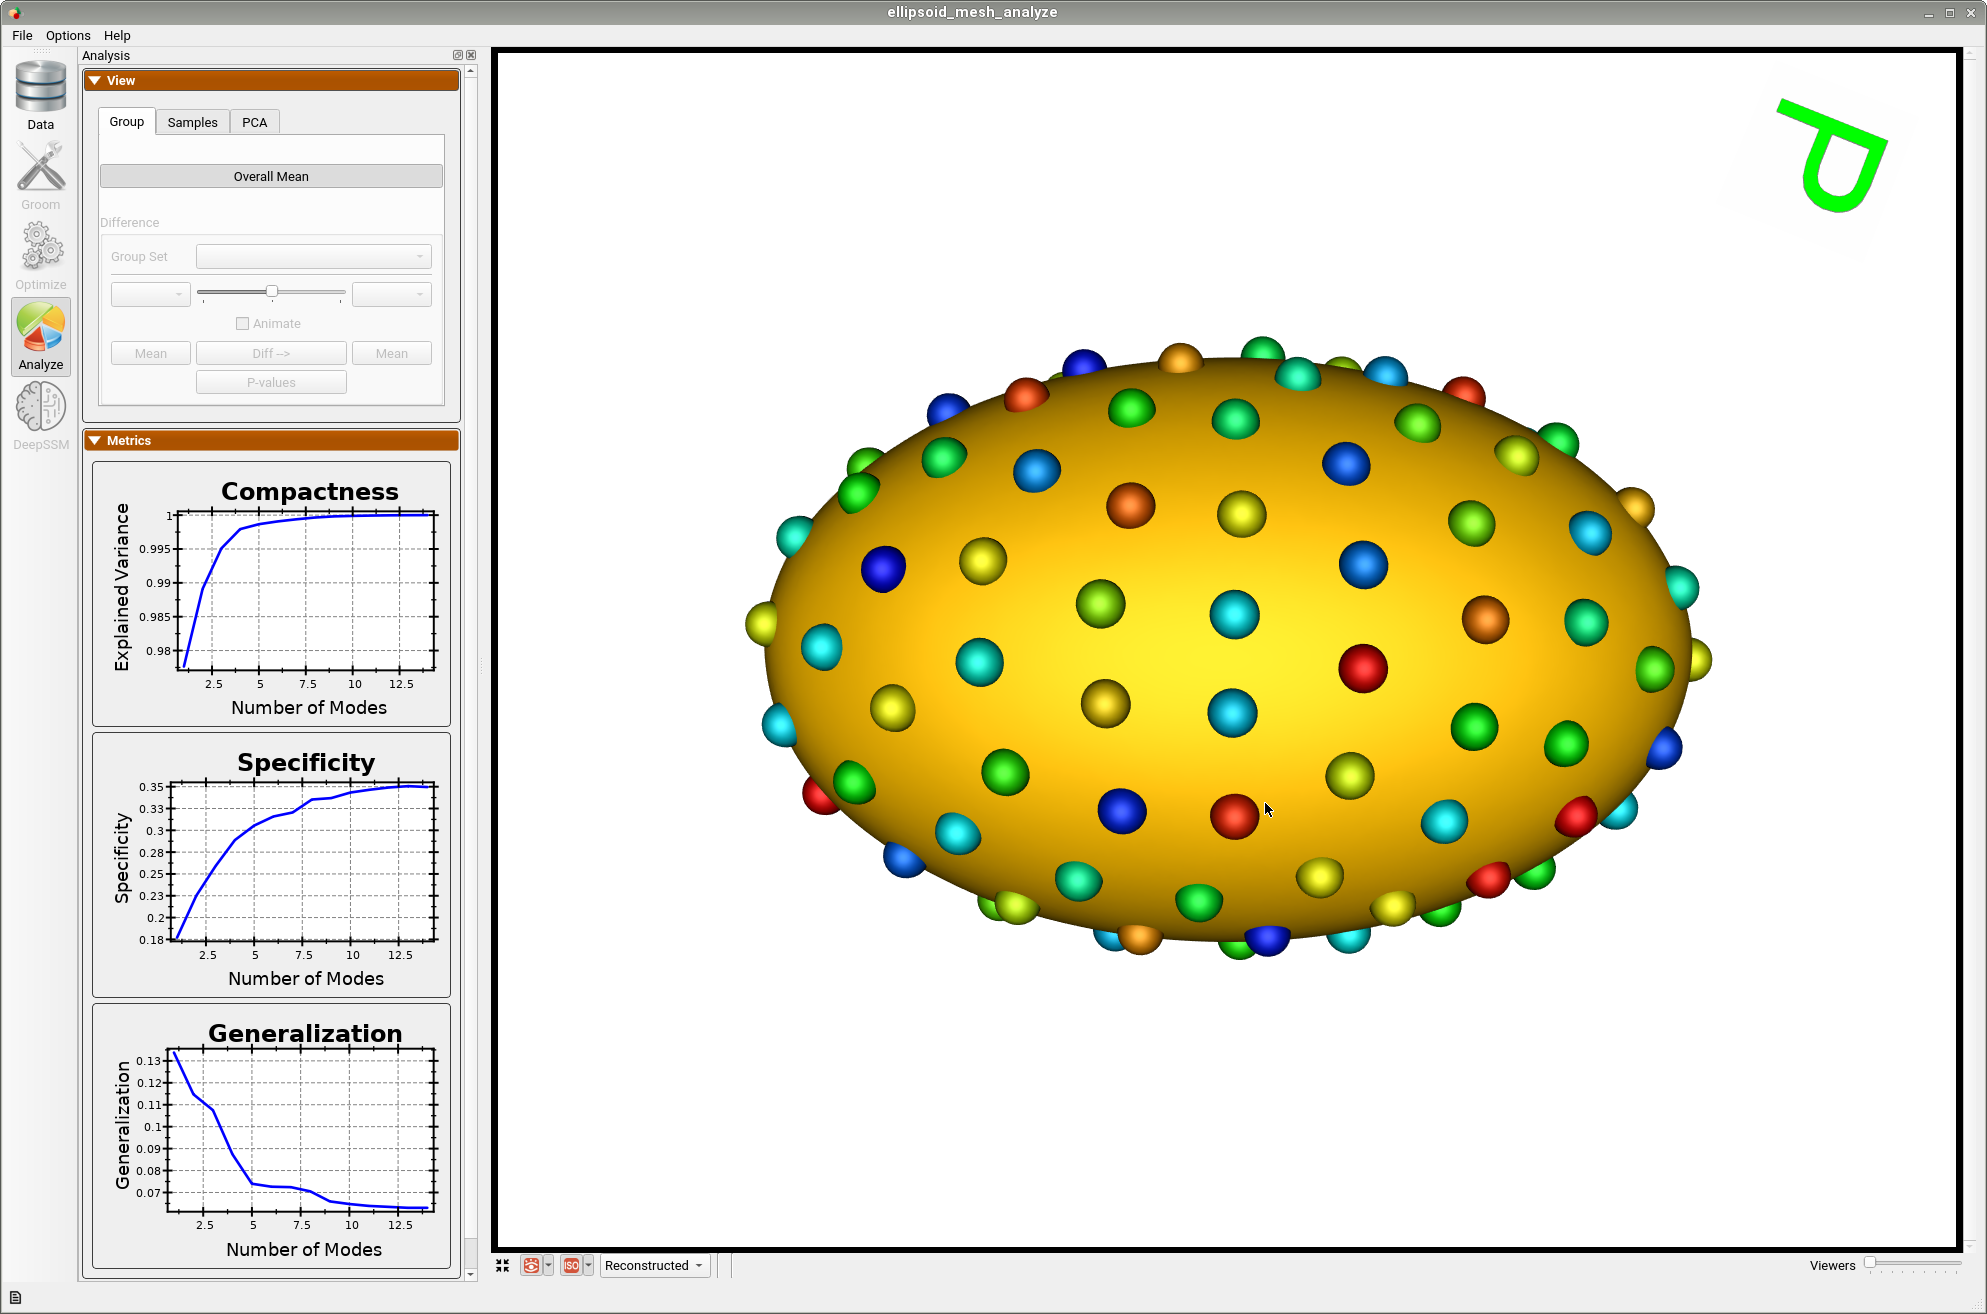 ellipsoid_mesh_analyze
File Options Help
Analysis
Data
Groom
Optimize
Analyze
DeepSSM
View
Group Samples PCA
Overall Mean
Difference
Group Set
Animate
Mean Diff --> Mean
P-values
Metrics
Compactness
Explained Variance
1
0.995
0.99
0.985
0.98
2.5 5 7.5 10 12.5
Number of Modes
Specificity
Specificity
0.35
0.33
0.3
0.28
0.25
0.23
0.2
0.18
2.5 5 7.5 10 12.5
Number of Modes
Generalization
Generalization
0.13
0.12
0.11
0.1
0.09
0.08
0.07
2.5 5 7.5 10 12.5
Number of Modes
P
ISO Reconstructed
Viewers